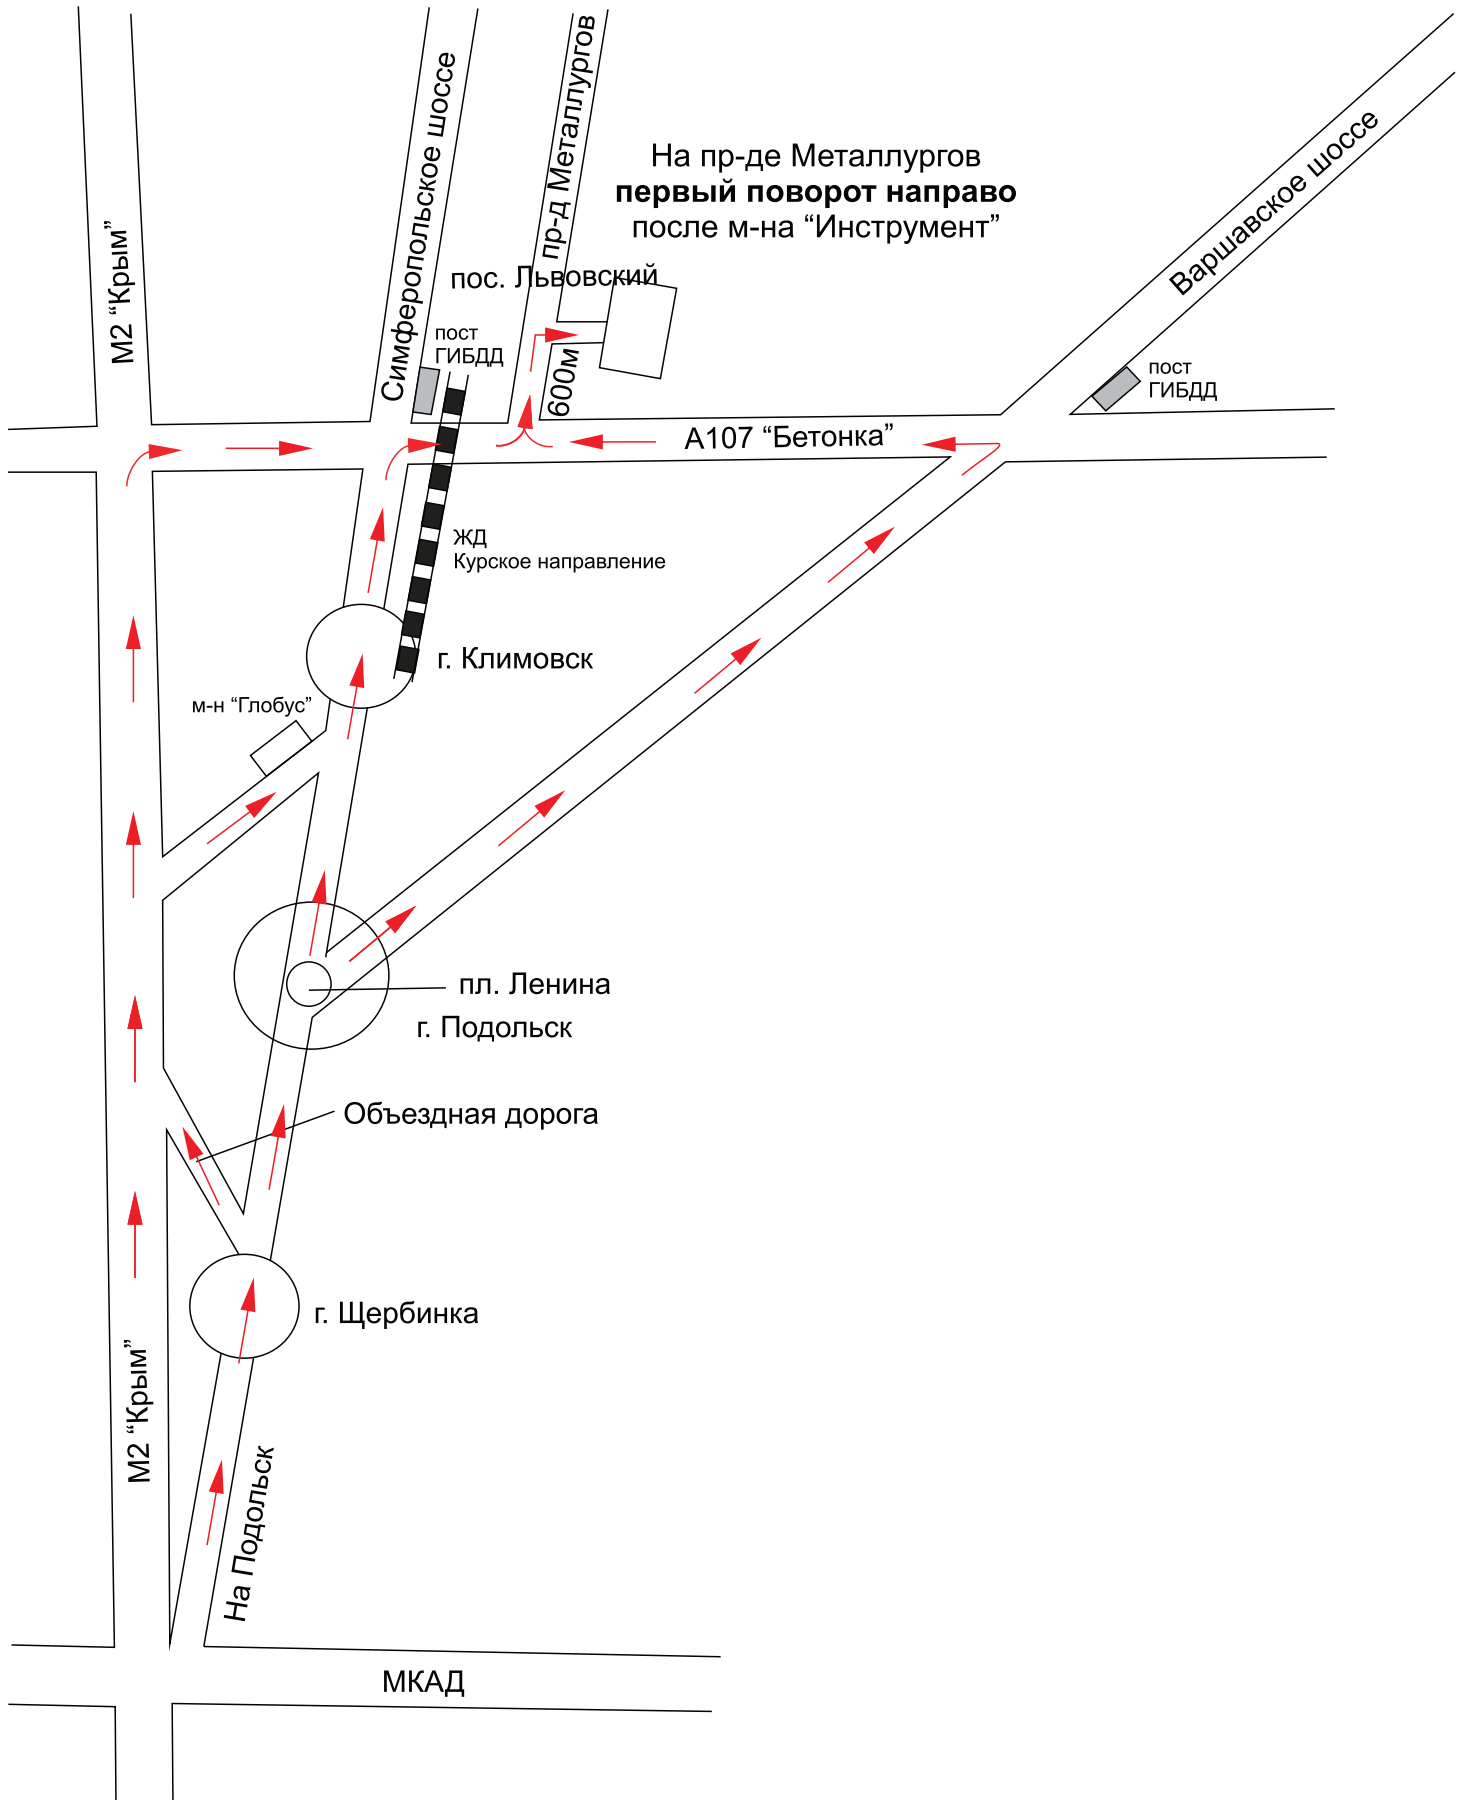 Симферопольское шоссе
пр-д Металлургов
На пр-де Металлургов
первый поворот направо
после м-на “Инструмент”
Варшавское шоссе
М2 “Крым”
пос. Львовский
пост
ГИБДД
600м
пост
ГИБДД
А107 “Бетонка”
ЖД
Курское направление
г. Климовск
м-н “Глобус”
пл. Ленина
г. Подольск
Объездная дорога
г. Щербинка
М2 “Крым”
На Подольск
МКАД